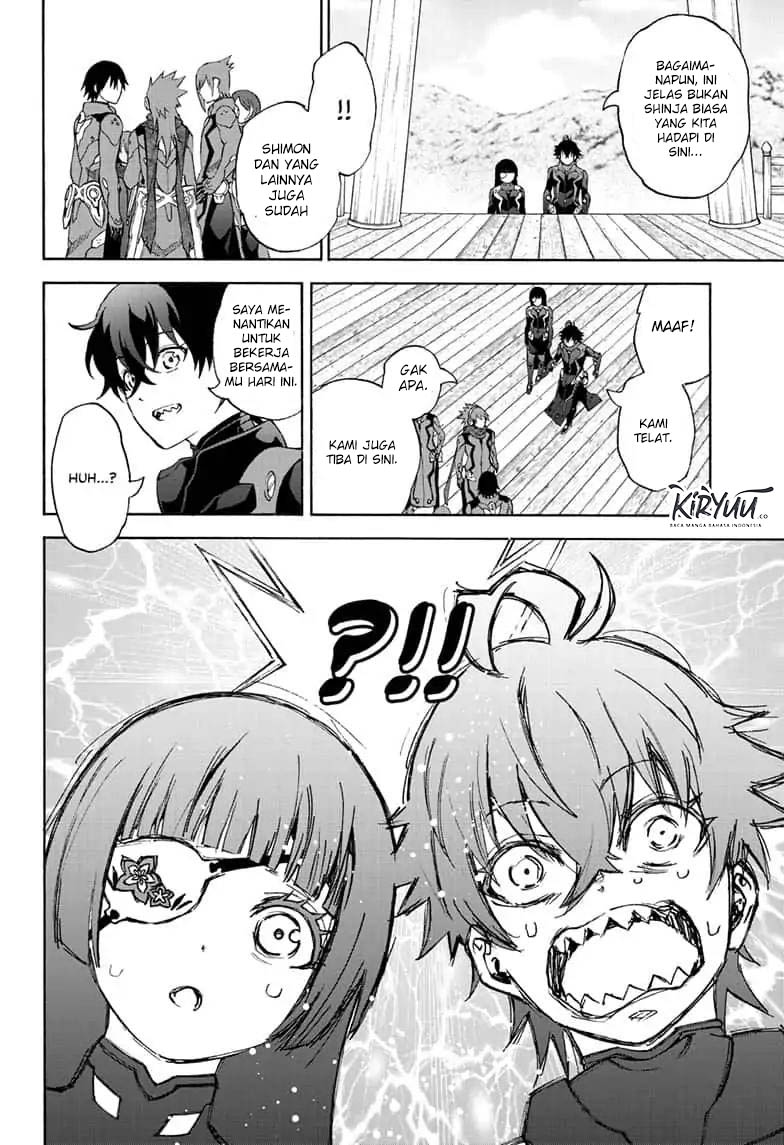 BAGAIMA-
NAPUN, INI
JELAS BUKAN
SHINJA BIASA
YANG KITA
HADAPI DI
SINI...
!!
SHIMON
DAN YANG
LAINNYA
JUGA
SUDAH
MAAF!
KAMI
TELAT.
GAK
APA.
KAMI JUGA
TIBA DI SINI.
SAYA ME-
NANTIKAN
UNTUK
BEKERJA
BERSAMA-
MU HARI INI.
HUH...?
KIRYUU.CO
BACA MANGA BAHASA INDONESIA
?!!